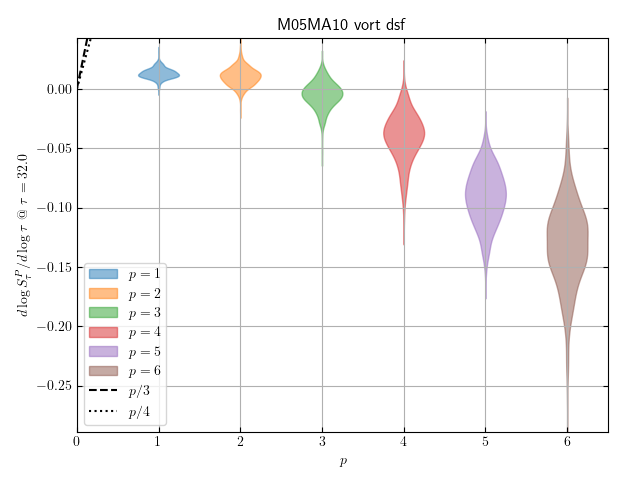 M05MA10 vort dsf
d log S_τ^P / d log τ @ τ = 32.0
0.00
−0.05
−0.10
−0.15
−0.20
−0.25
p = 1
p = 2
p = 3
p = 4
p = 5
p = 6
p/3
p/4
0 1 2 3 4 5 6
p